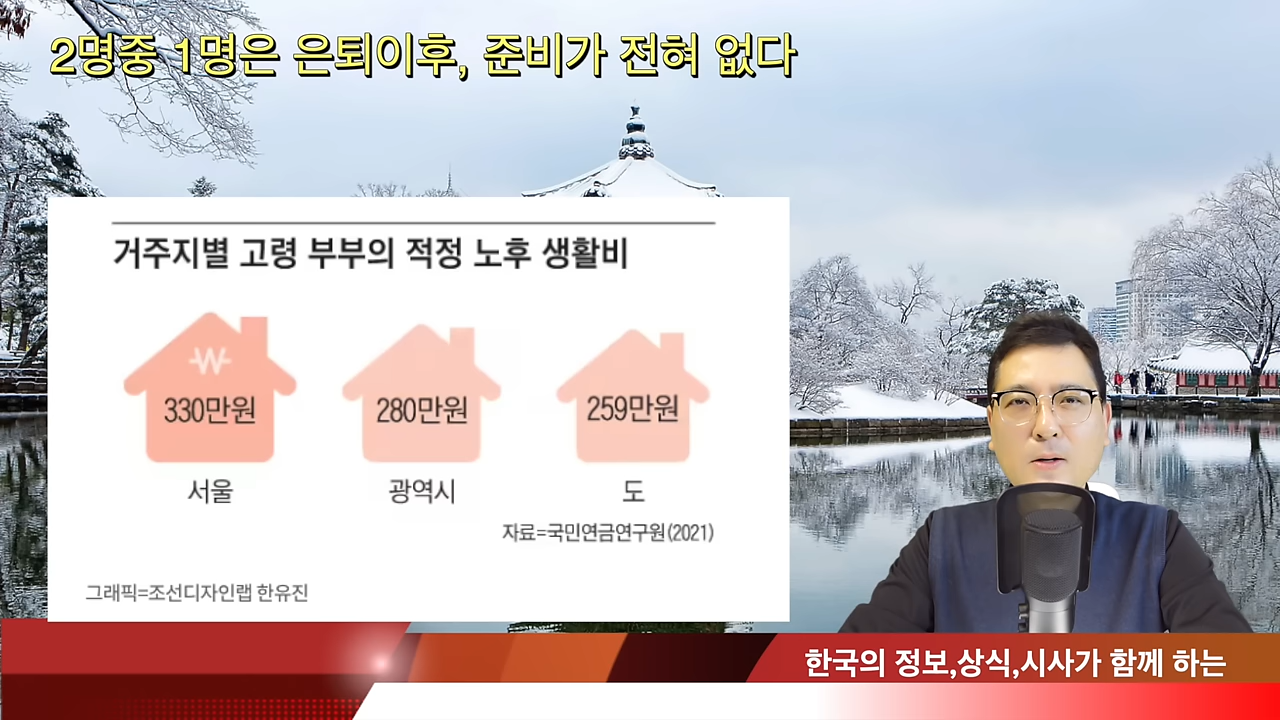 2명중 1명은 은퇴이후, 준비가 전혀 없다
거주지별 고령 부부의 적정 노후 생활비
₩
330만원 280만원 259만원
서울 광역시 도
자료=국민연금연구원(2021)
그래픽=조선디자인랩 한유진
한국의 정보,상식,시사가 함께 하는